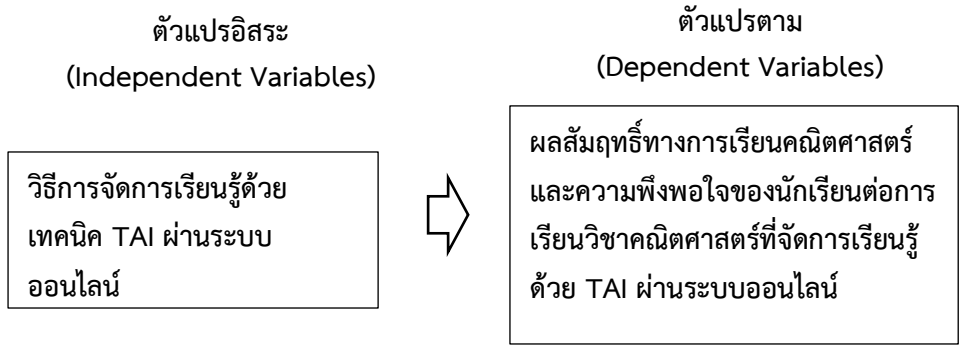 ตัวแปรอิสระ
(Independent Variables)
วิธีการจัดการเรียนรู้ด้วย
เทคนิค TAI ผ่านระบบ
ออนไลน์
ตัวแปรตาม
(Dependent Variables)
ผลสัมฤทธิ์ทางการเรียนคณิตศาสตร์
และความพึงพอใจของนักเรียนต่อการ
เรียนวิชาคณิตศาสตร์ที่จัดการเรียนรู้
ด้วย TAI ผ่านระบบออนไลน์